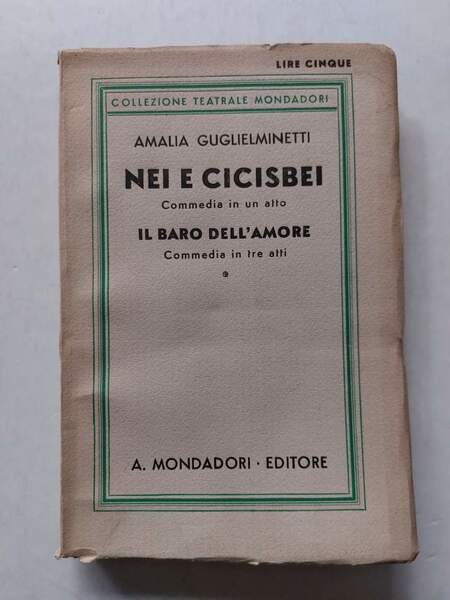 LIRE CINQUE
COLLEZIONE TEATRALE MONDADORI
AMALIA GUGLIELMINETTI
NEI E CICISBEI
Commedia in un atto
IL BARO DELL'AMORE
Commedia in tre atti
A. MONDADORI · EDITORE